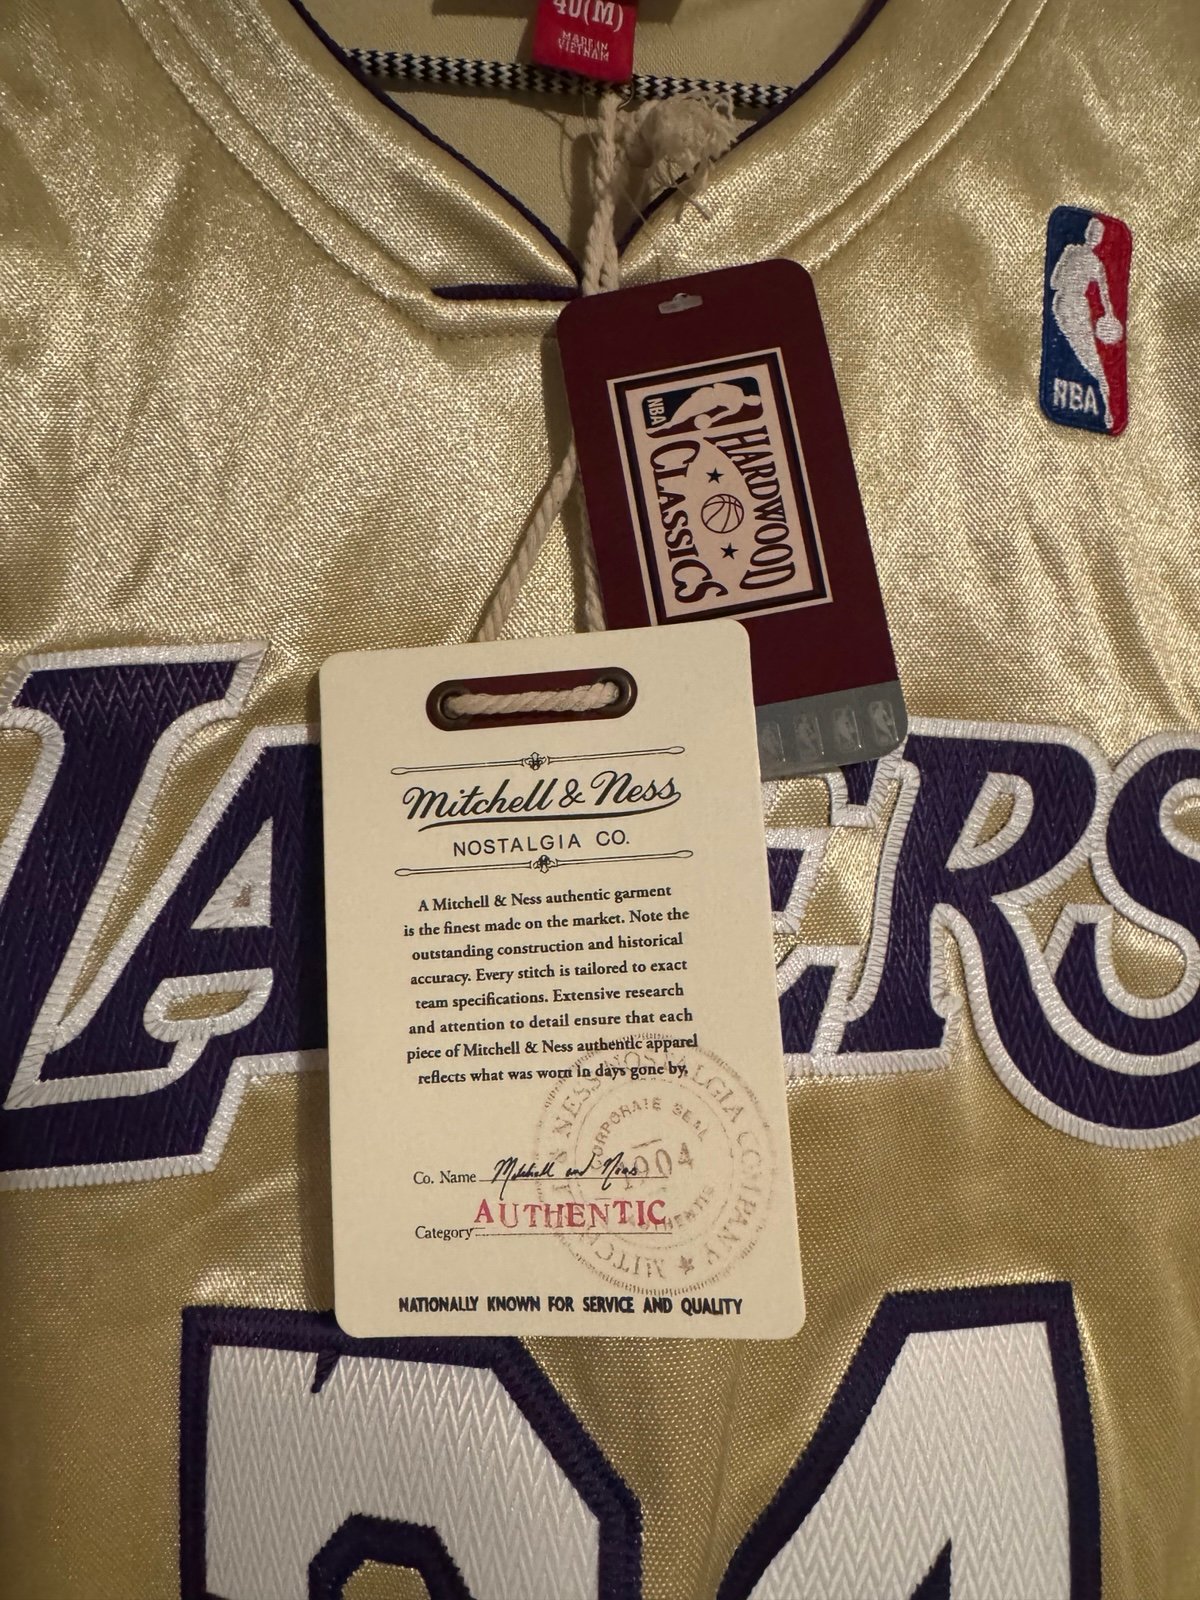 40(M)
MADE IN
VIETNAM
NBA
NBA
HARDWOOD
CLASSICS
LAKERS
Mitchell & Ness
NOSTALGIA CO.
A Mitchell & Ness authentic garment
is the finest made on the market. Note the
outstanding construction and historical
accuracy. Every stitch is tailored to exact
team specifications. Extensive research
and attention to detail ensure that each
piece of Mitchell & Ness authentic apparel
reflects what was worn in days gone by.
Co. Name Mitchell and Ness
Category AUTHENTIC
NESS NOSTALGIA COMPANY
CORPORATE SEAL
1904
AUTHENTIC
NATIONALLY KNOWN FOR SERVICE AND QUALITY
24